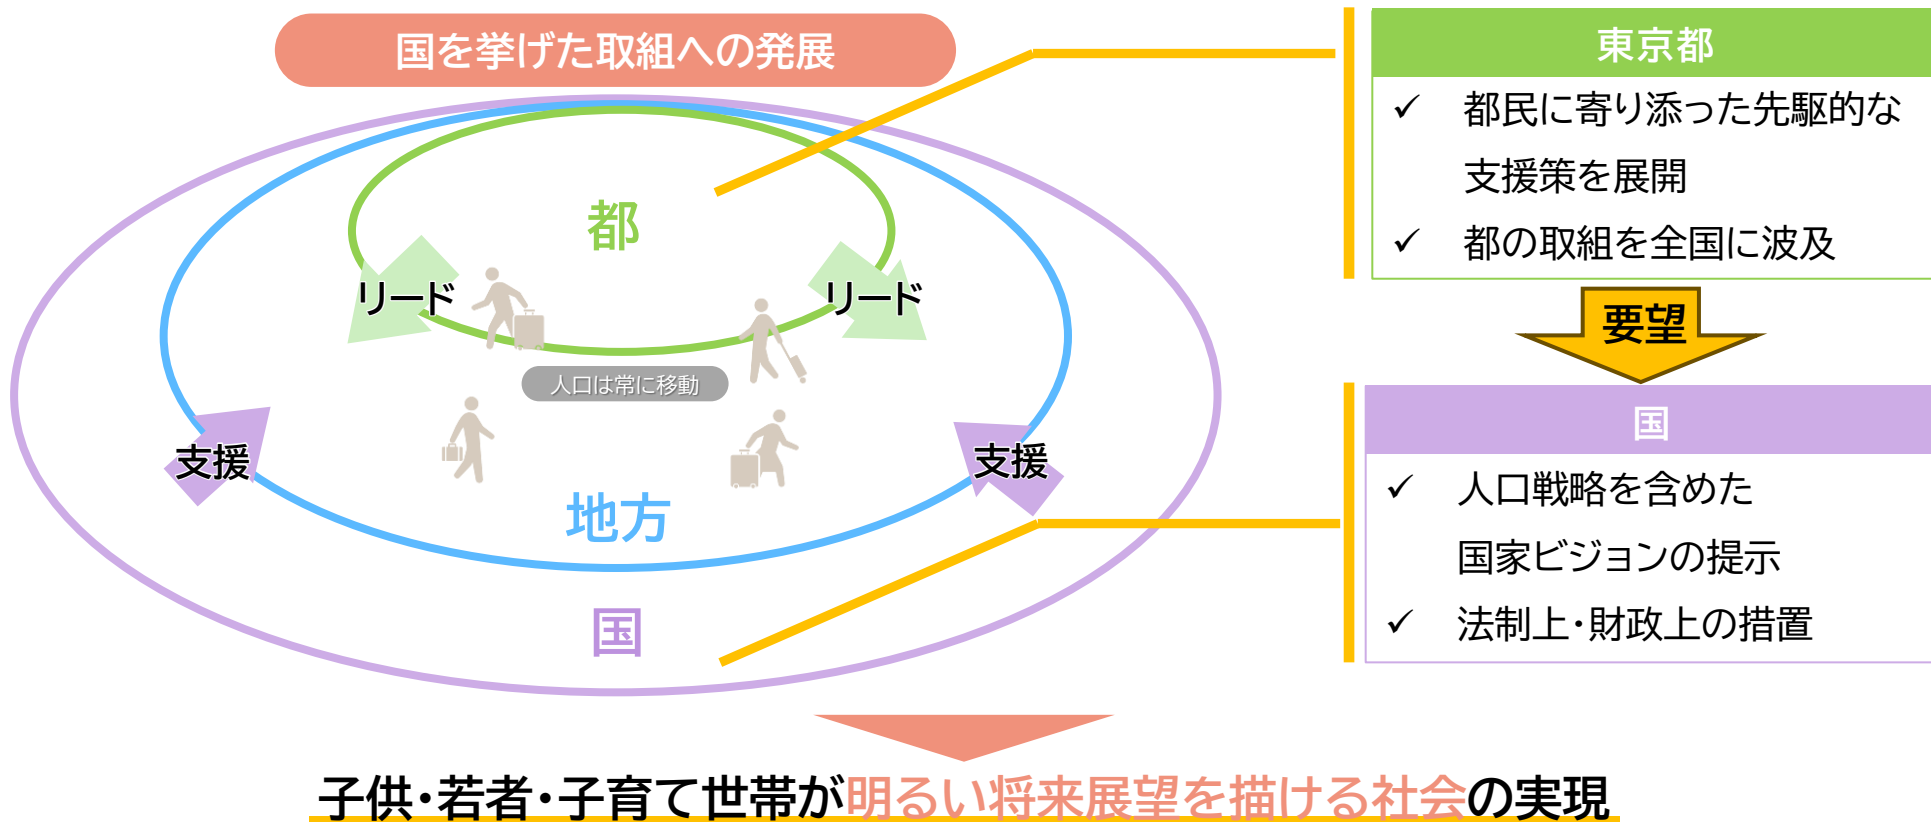 国を挙げた取組への発展
都
リード
リード
人口は常に移動
支援
支援
地方
国
東京都
✓ 都民に寄り添った先駆的な
支援策を展開
✓ 都の取組を全国に波及
要望
国
✓ 人口戦略を含めた
国家ビジョンの提示
✓ 法制上・財政上の措置
子供・若者・子育て世帯が明るい将来展望を描ける社会の実現